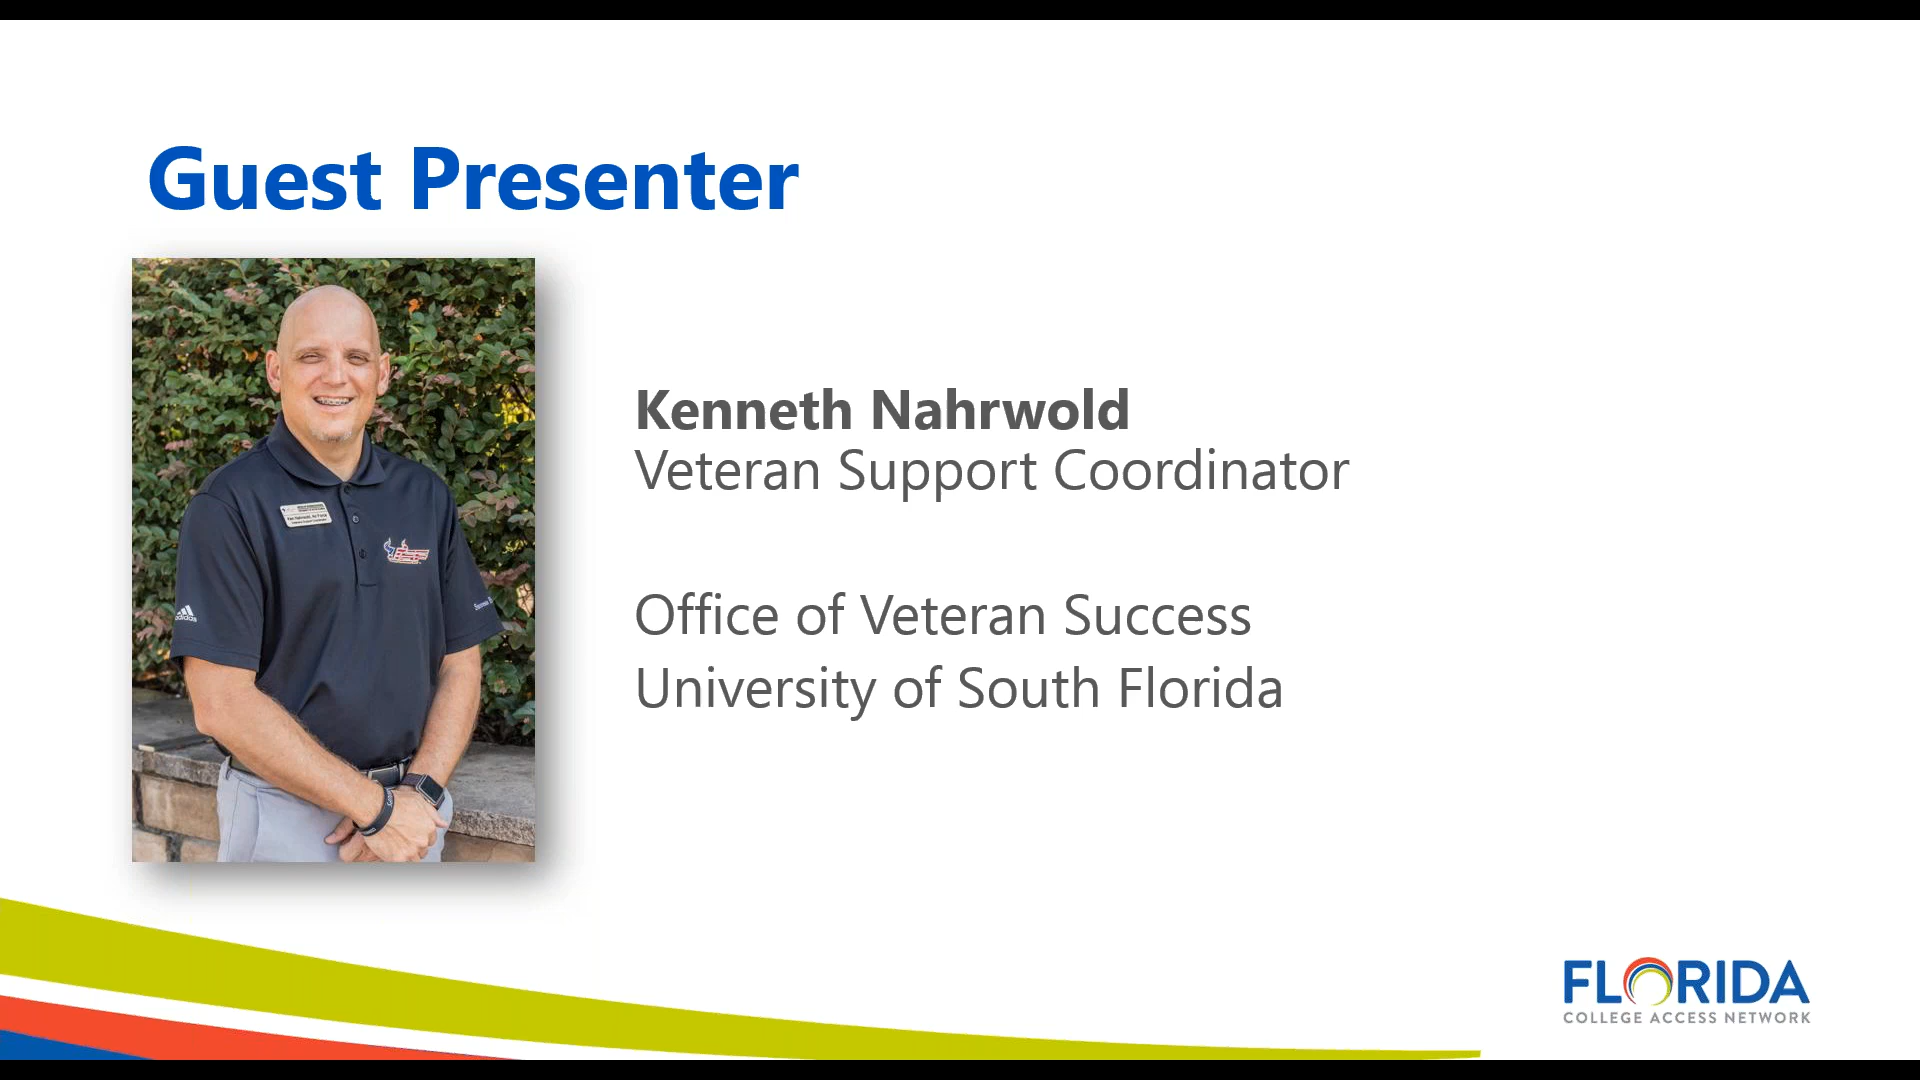 Guest Presenter
Kenneth Nahrwold
Veteran Support Coordinator
Office of Veteran Success
University of South Florida
adidas
FLORIDA
COLLEGE ACCESS NETWORK